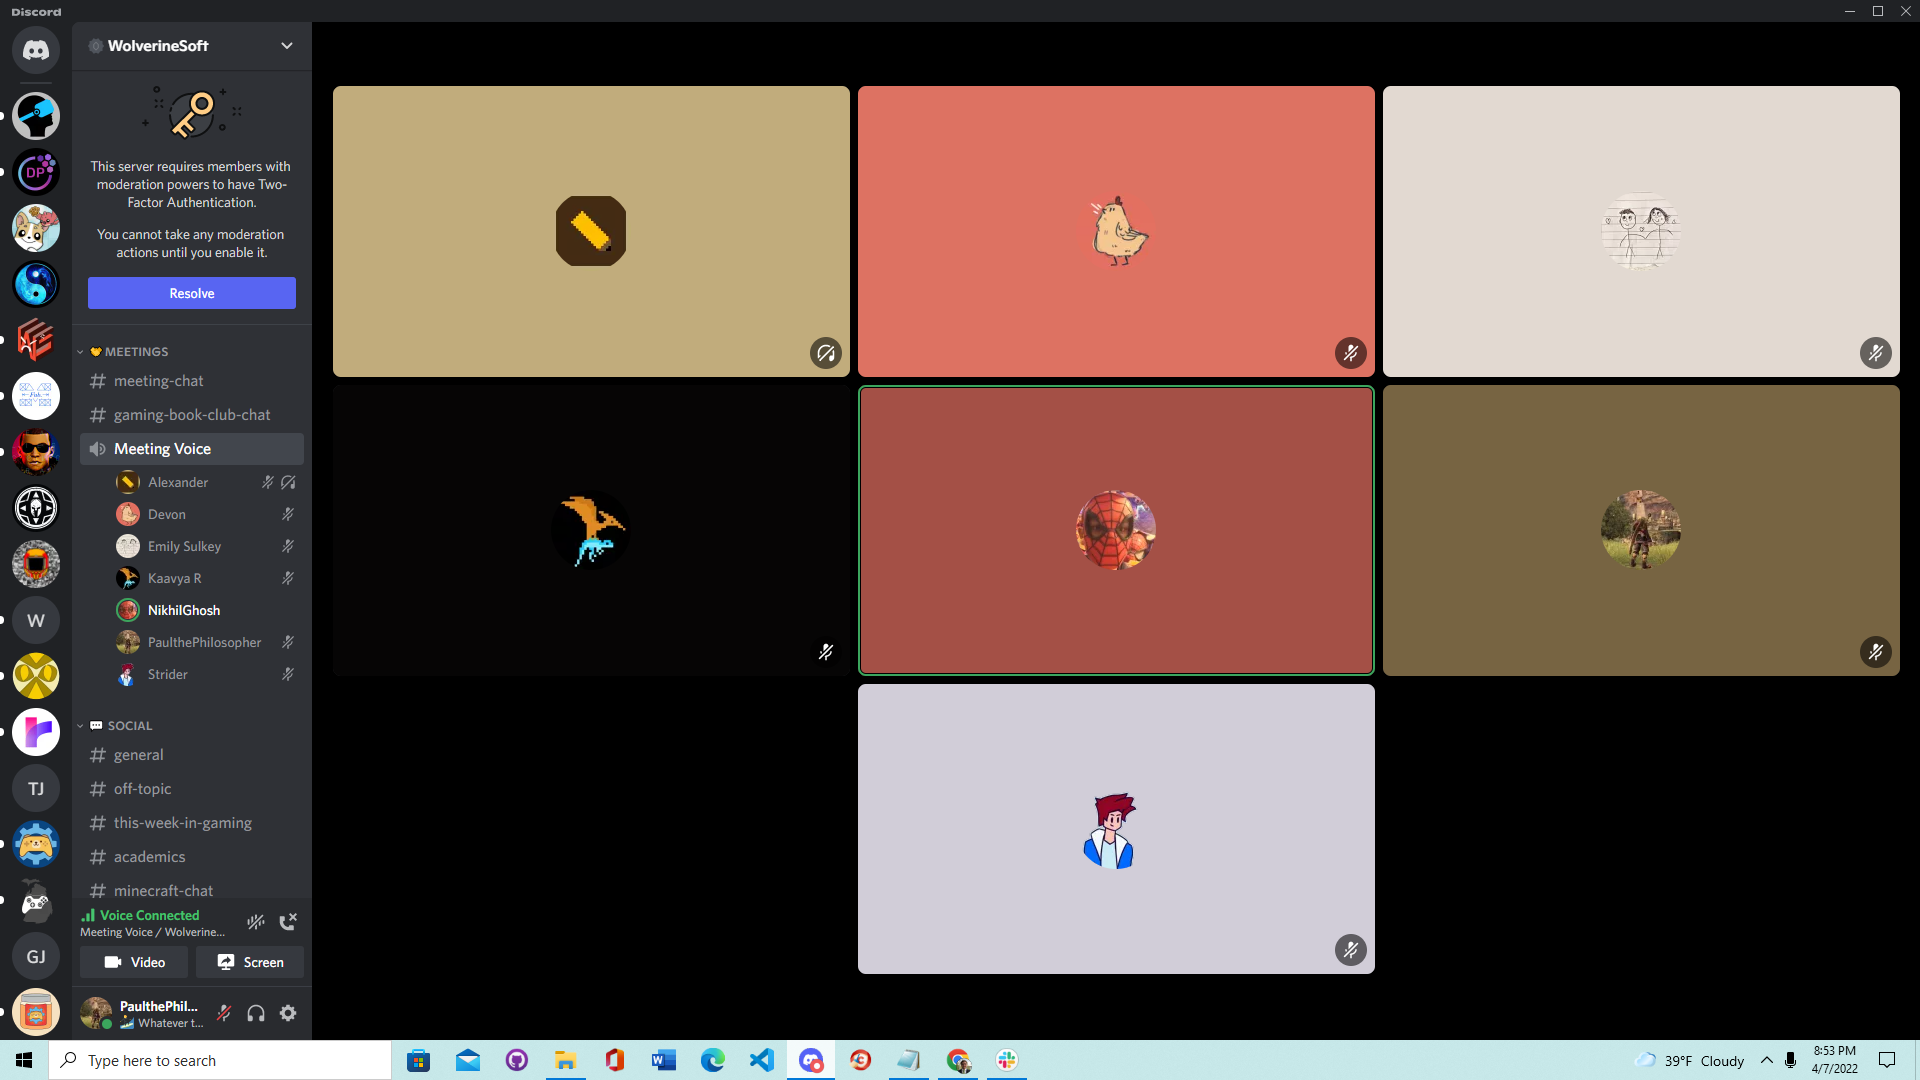 Discord
WolverineSoft
This server requires members with
moderation powers to have Two-
Factor Authentication.
You cannot take any moderation
actions until you enable it.
Resolve
MEETINGS
meeting-chat
gaming-book-club-chat
Meeting Voice
Alexander
Devon
Emily Sulkey
Kaavya R
NikhilGhosh
PaulthePhilosopher
Strider
SOCIAL
general
off-topic
this-week-in-gaming
academics
minecraft-chat
Voice Connected
Meeting Voice / Wolverine...
Video
Screen
PaulthePhil...
Whatever t...
DP
W
TJ
GJ
Type here to search
39°F Cloudy
8:53 PM
4/7/2022